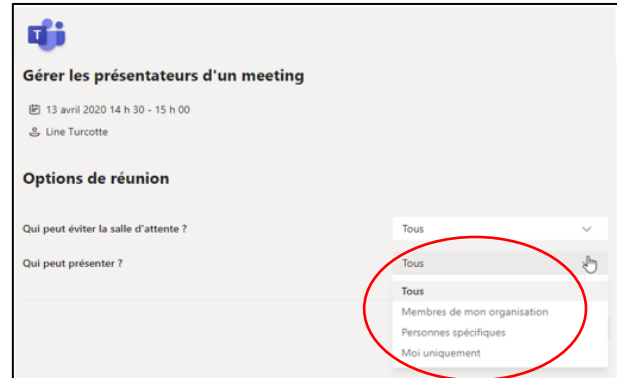 T
Gérer les présentateurs d'un meeting
13 avril 2020 14 h 30 - 15 h 00
Line Turcotte
Options de réunion
Qui peut éviter la salle d'attente ? Tous
Qui peut présenter ? Tous
Tous
Membres de mon organisation
Personnes spécifiques
Moi uniquement